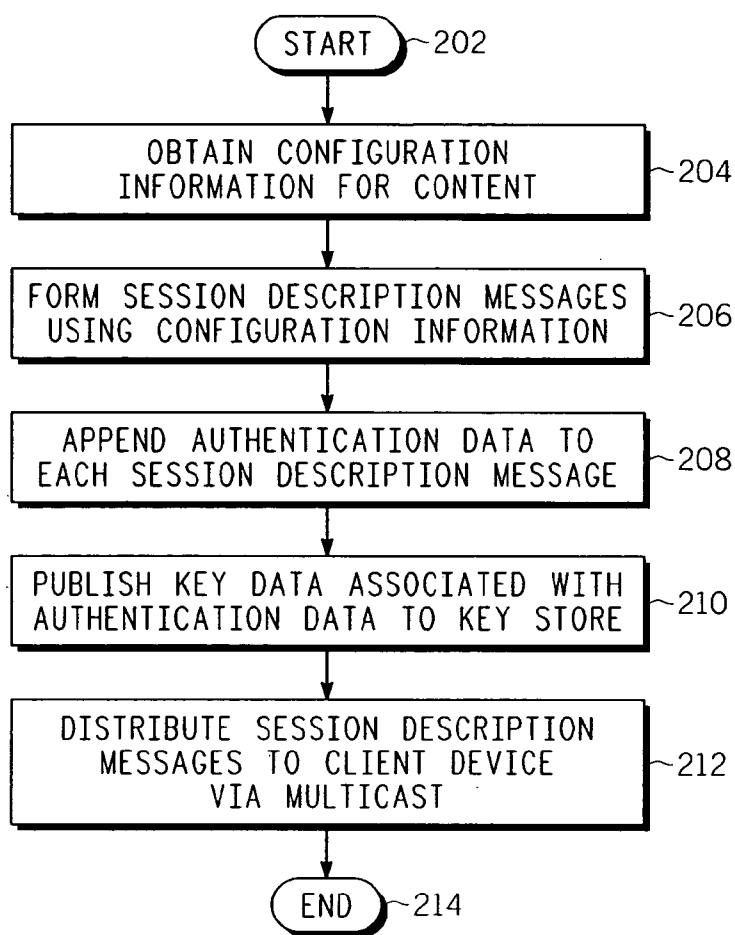 START
202
OBTAIN CONFIGURATION
INFORMATION FOR CONTENT
204
FORM SESSION DESCRIPTION MESSAGES
USING CONFIGURATION INFORMATION
206
APPEND AUTHENTICATION DATA TO
EACH SESSION DESCRIPTION MESSAGE
208
PUBLISH KEY DATA ASSOCIATED WITH
AUTHENTICATION DATA TO KEY STORE
210
DISTRIBUTE SESSION DESCRIPTION
MESSAGES TO CLIENT DEVICE
VIA MULTICAST
212
END
214